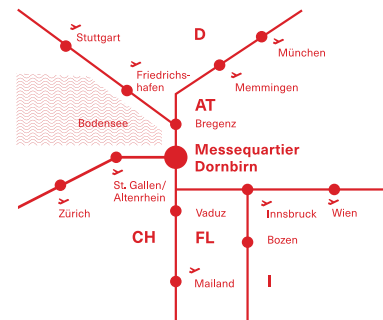 D
Stuttgart
München
Friedrichs-
hafen
Memmingen
AT
Bodensee
Bregenz
Messequartier
Dornbirn
St. Gallen/
Altenrhein
Zürich
Vaduz
Innsbruck
Wien
CH
FL
Bozen
Mailand
I